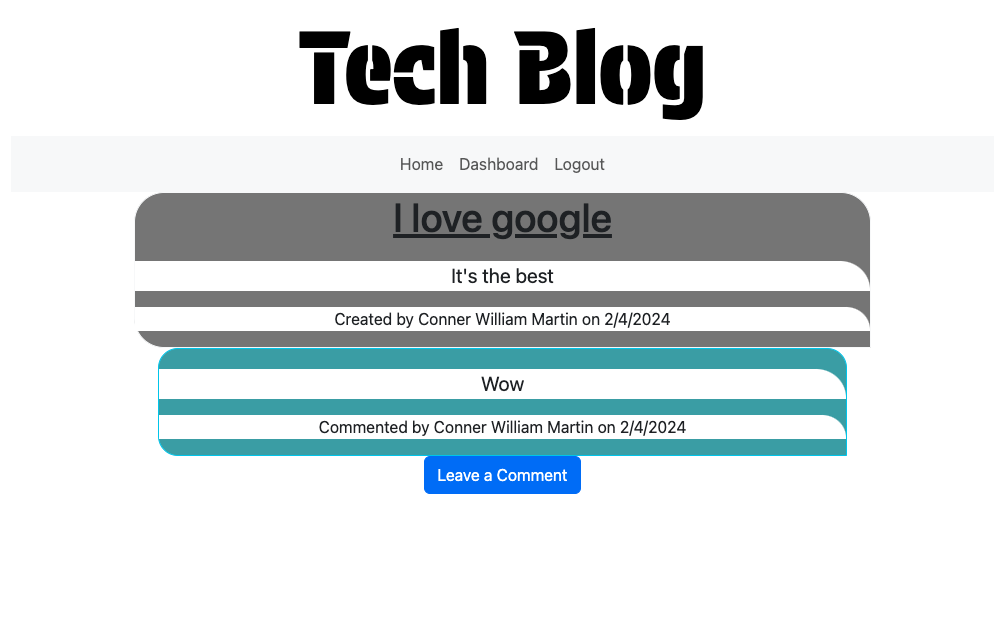 Tech Blog
Home Dashboard Logout
I love google
It's the best
Created by Conner William Martin on 2/4/2024
Wow
Commented by Conner William Martin on 2/4/2024
Leave a Comment